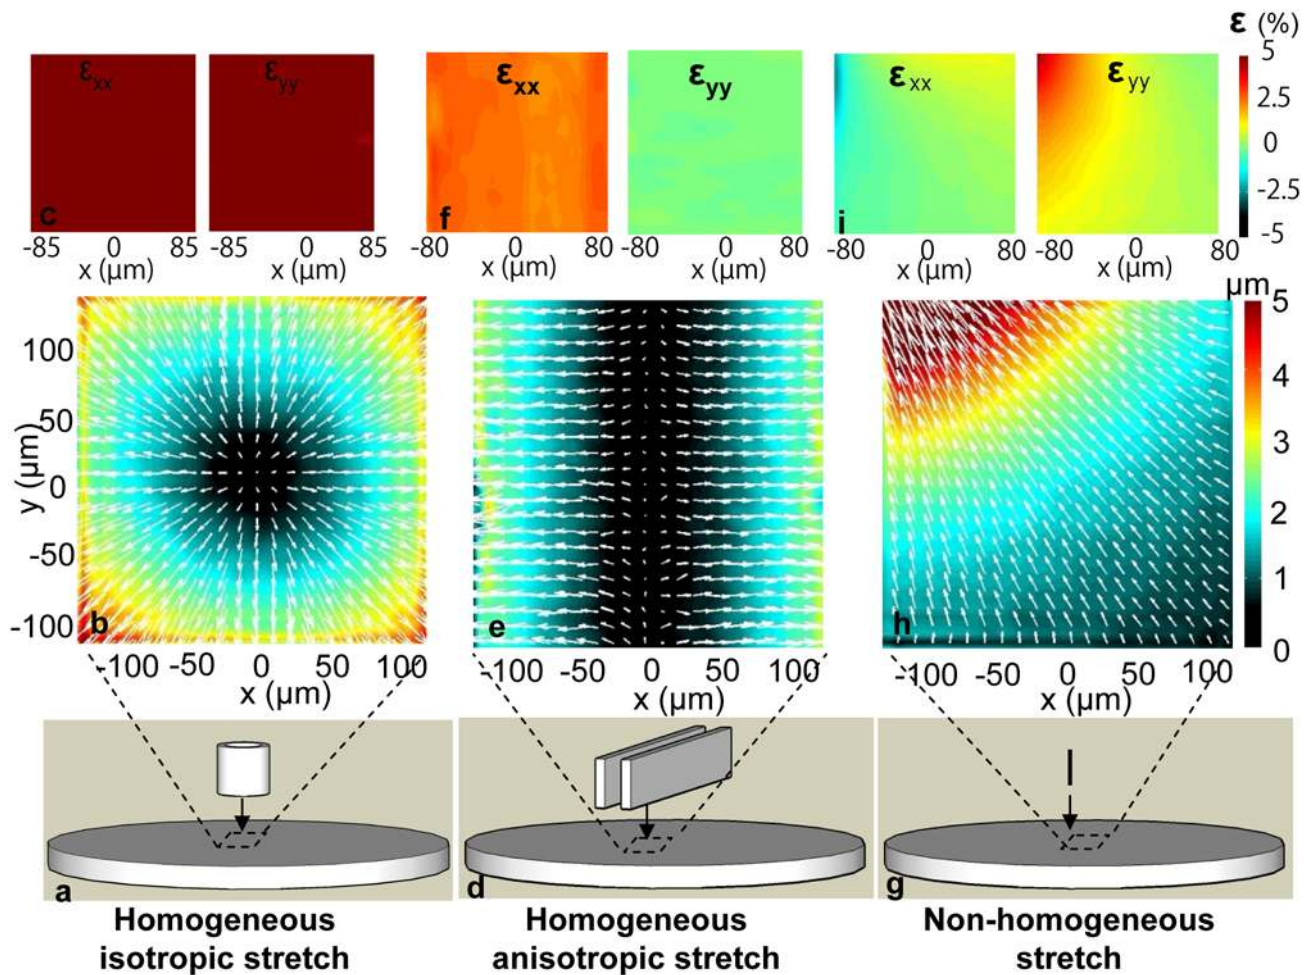 ε (%)
εxx
εyy
εxx
εyy
εxx
εyy
5
2.5
0
-2.5
-5
c
f
i
-85 0 85 -85 0 85 -80 0 80 -80 0 80 -80 0 80 -80 0 80
x (μm) x (μm) x (μm) x (μm) x (μm) x (μm)
μm
5
4
3
2
1
0
y (μm)
100
50
0
-50
-100
b
e
h
-100 -50 0 50 100 -100 -50 0 50 100 -100 -50 0 50 100
x (μm) x (μm) x (μm)
a
d
g
Homogeneous
isotropic stretch
Homogeneous
anisotropic stretch
Non-homogeneous
stretch